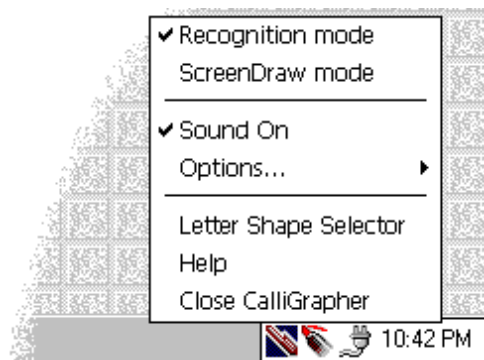 Recognition mode
ScreenDraw mode
Sound On
Options...
Letter Shape Selector
Help
Close CalliGrapher
10:42 PM